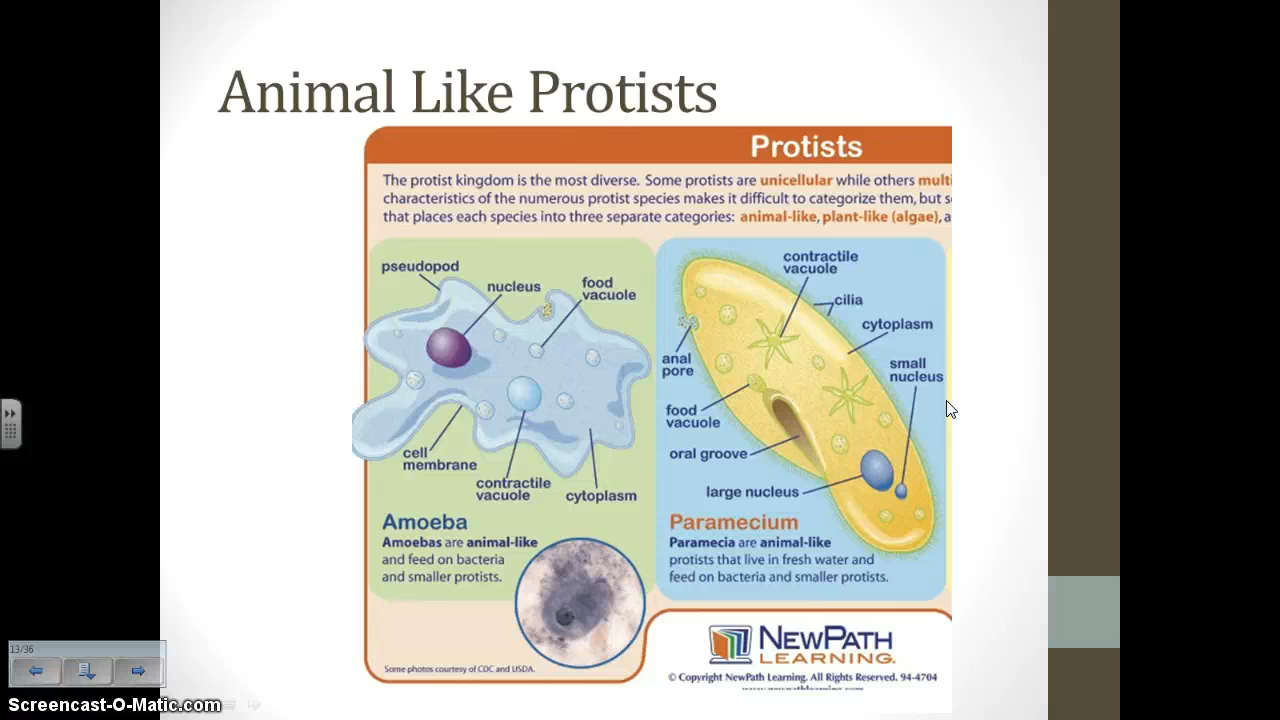 Animal Like Protists
Protists
The protist kingdom is the most diverse. Some protists are unicellular while others multi
characteristics of the numerous protist species makes it difficult to categorize them, but s
that places each species into three separate categories: animal-like, plant-like (algae), a
pseudopod
nucleus
food
vacuole
cell
membrane
contractile
vacuole
cytoplasm
Amoeba
Amoebas are animal-like
and feed on bacteria
and smaller protists.
contractile
vacuole
cilia
cytoplasm
small
nucleus
anal
pore
food
vacuole
oral groove
large nucleus
Paramecium
Paramecia are animal-like
protists that live in fresh water and
feed on bacteria and smaller protists.
Some photos courtesy of CDC and USDA.
NEWPATH
LEARNING.
© Copyright NewPath Learning. All Rights Reserved. 94-4704
13/36
Screencast-O-Matic.com